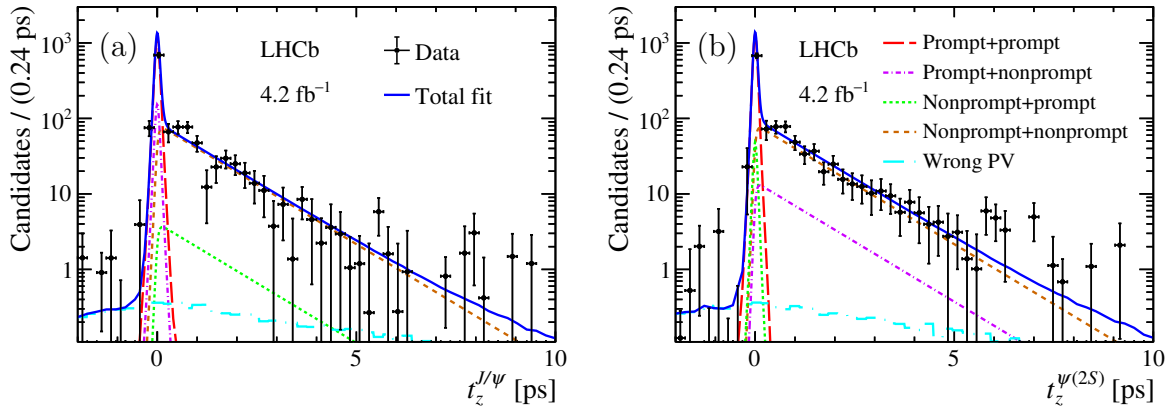 Candidates / (0.24 ps)
10³
10²
10
1
(a)
LHCb
4.2 fb⁻¹
Data
Total fit
0
5
10
t_z^{J/ψ} [ps]
Candidates / (0.24 ps)
10³
10²
10
1
(b)
LHCb
4.2 fb⁻¹
Prompt+prompt
Prompt+nonprompt
Nonprompt+prompt
Nonprompt+nonprompt
Wrong PV
0
5
10
t_z^{ψ(2S)} [ps]